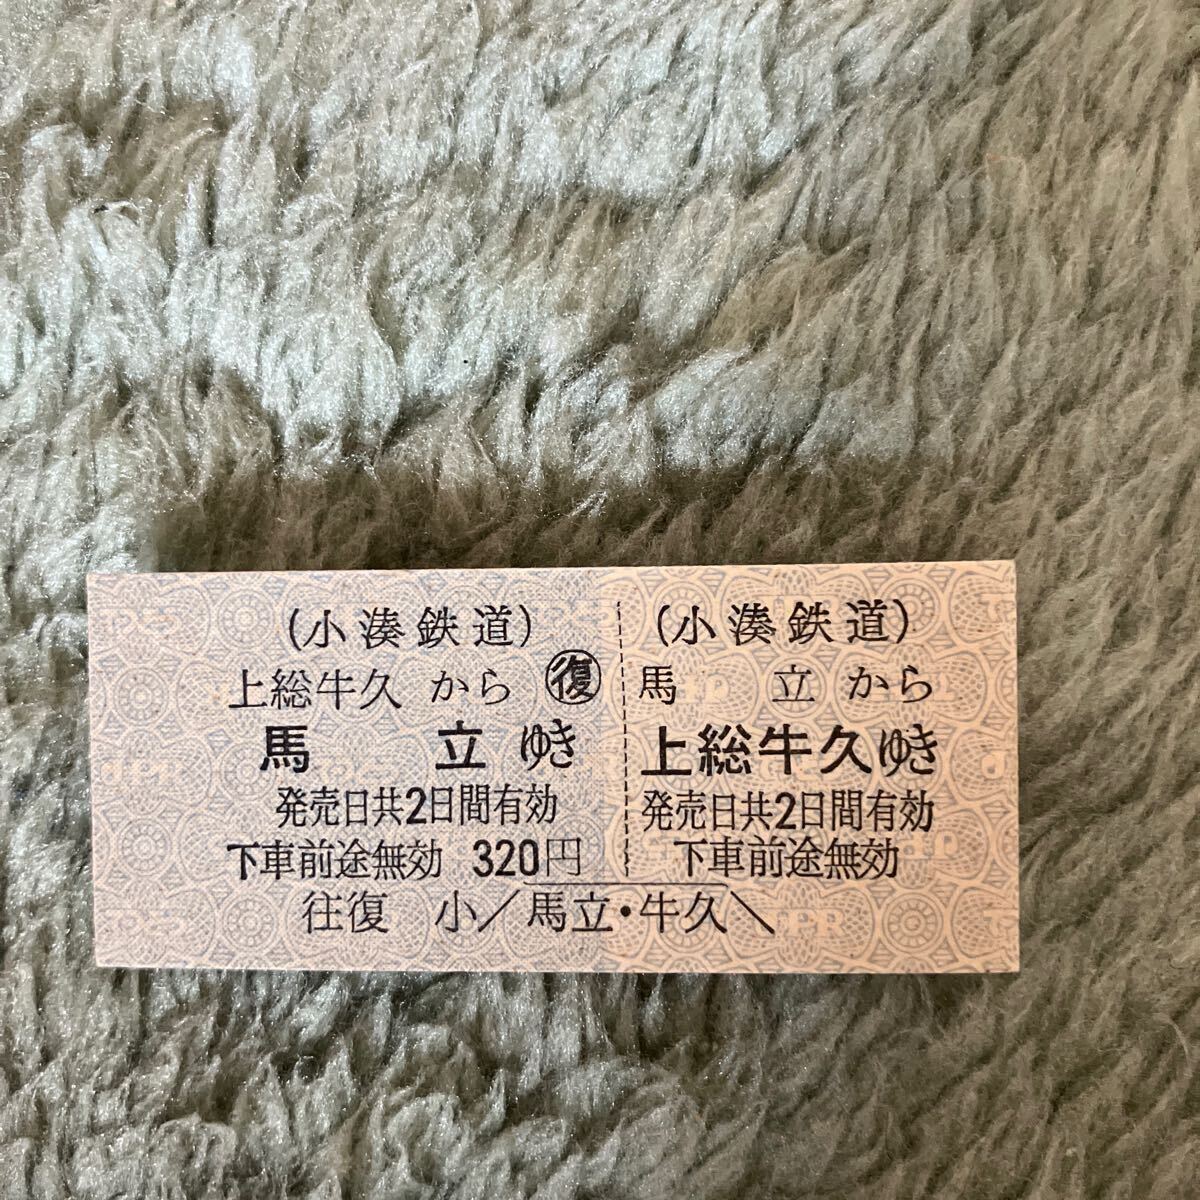 (小湊鉄道)
上総牛久から ㊝復
馬立ゆき
発売日共2日間有効
下車前途無効 320円
(小湊鉄道)
馬立から
上総牛久ゆき
発売日共2日間有効
下車前途無効
往復 小/馬立・牛久\